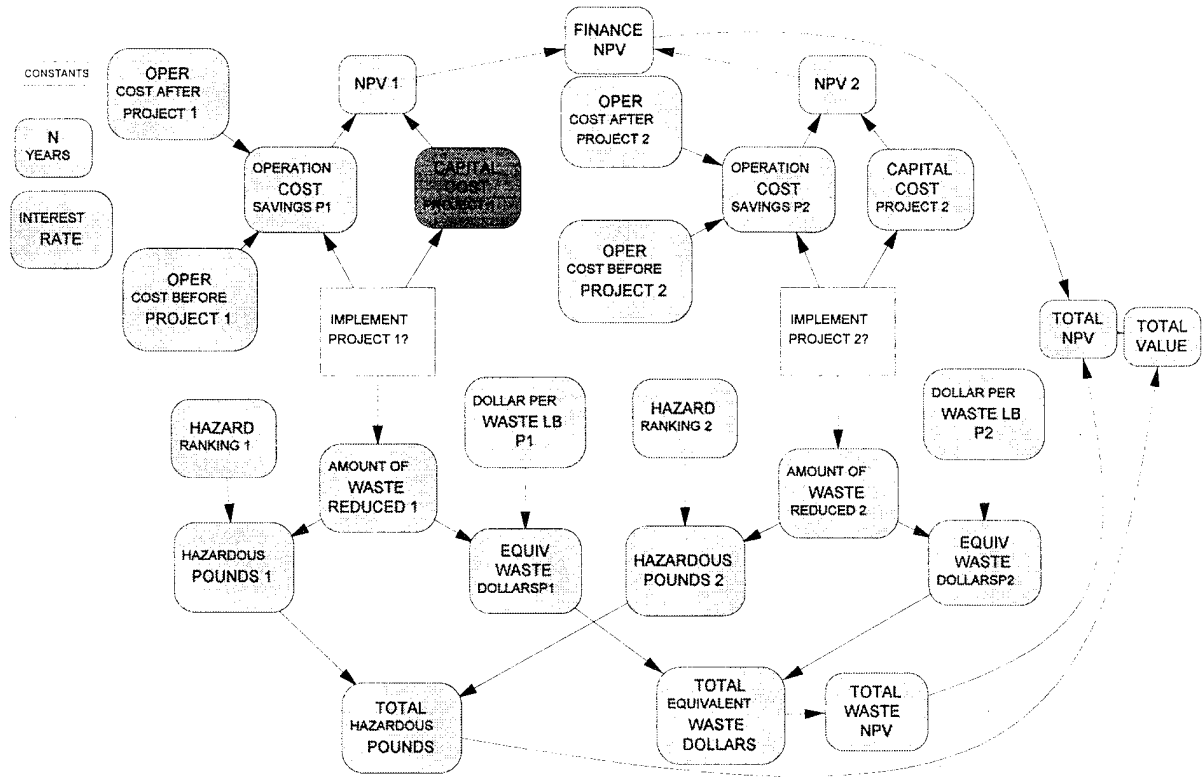 CONSTANTS
N
YEARS
INTEREST
RATE
OPER
COST AFTER
PROJECT 1
OPERATION
COST
SAVINGS P1
OPER
COST BEFORE
PROJECT 1
NPV 1
CAPITAL
COST
PROJECT 1
IMPLEMENT
PROJECT 1?
FINANCE
NPV
OPER
COST AFTER
PROJECT 2
OPERATION
COST
SAVINGS P2
OPER
COST BEFORE
PROJECT 2
NPV 2
CAPITAL
COST
PROJECT 2
IMPLEMENT
PROJECT 2?
TOTAL
NPV
TOTAL
VALUE
HAZARD
RANKING 1
AMOUNT OF
WASTE
REDUCED 1
DOLLAR PER
WASTE LB
P1
HAZARD
RANKING 2
AMOUNT OF
WASTE
REDUCED 2
DOLLAR PER
WASTE LB
P2
HAZARDOUS
POUNDS 1
EQUIV
WASTE
DOLLARSP1
HAZARDOUS
POUNDS 2
EQUIV
WASTE
DOLLARSP2
TOTAL
HAZARDOUS
POUNDS
TOTAL
EQUIVALENT
WASTE
DOLLARS
TOTAL
WASTE
NPV